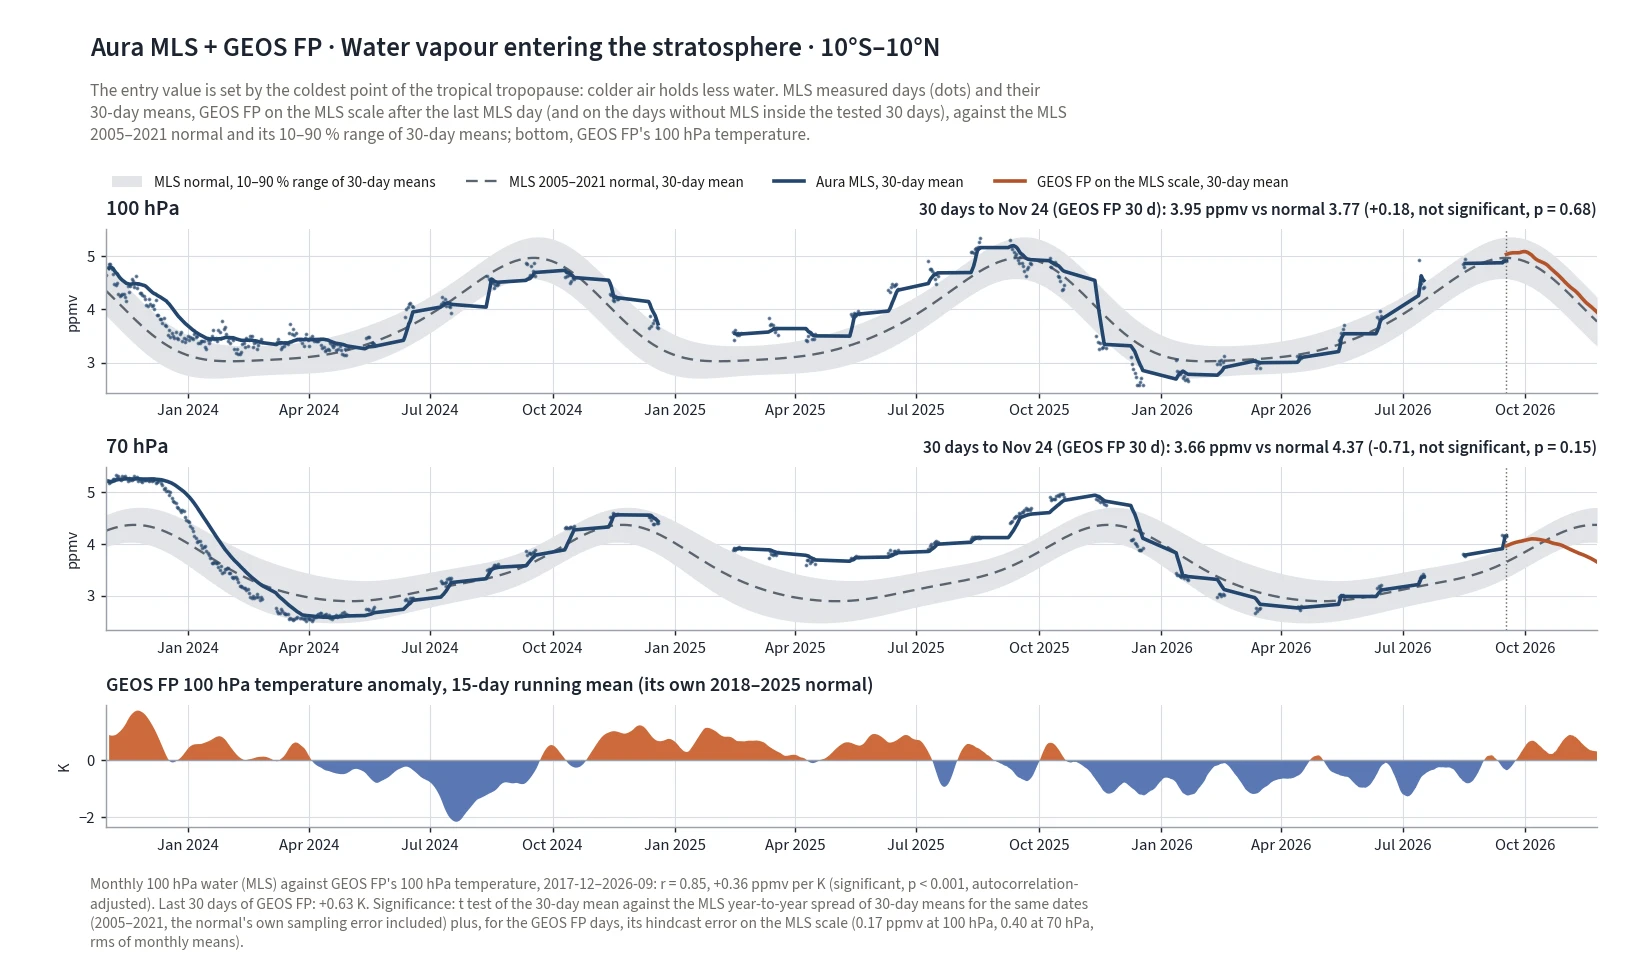 Aura MLS + GEOS FP · Water vapour entering the stratosphere · 10°S–10°N
The entry value is set by the coldest point of the tropical tropopause: colder air holds less water. MLS measured days (dots) and their
30-day means, GEOS FP on the MLS scale after the last MLS day (and on the days without MLS inside the tested 30 days), against the MLS
2005–2021 normal and its 10–90 % range of 30-day means; bottom, GEOS FP's 100 hPa temperature.
MLS normal, 10–90 % range of 30-day means MLS 2005–2021 normal, 30-day mean Aura MLS, 30-day mean GEOS FP on the MLS scale, 30-day mean
100 hPa 30 days to Nov 24 (GEOS FP 30 d): 3.95 ppmv vs normal 3.77 (+0.18, not significant, p = 0.68)
5
4
3
ppmv
Jan 2024 Apr 2024 Jul 2024 Oct 2024 Jan 2025 Apr 2025 Jul 2025 Oct 2025 Jan 2026 Apr 2026 Jul 2026 Oct 2026
70 hPa 30 days to Nov 24 (GEOS FP 30 d): 3.66 ppmv vs normal 4.37 (-0.71, not significant, p = 0.15)
5
4
3
ppmv
Jan 2024 Apr 2024 Jul 2024 Oct 2024 Jan 2025 Apr 2025 Jul 2025 Oct 2025 Jan 2026 Apr 2026 Jul 2026 Oct 2026
GEOS FP 100 hPa temperature anomaly, 15-day running mean (its own 2018–2025 normal)
0
−2
K
Jan 2024 Apr 2024 Jul 2024 Oct 2024 Jan 2025 Apr 2025 Jul 2025 Oct 2025 Jan 2026 Apr 2026 Jul 2026 Oct 2026
Monthly 100 hPa water (MLS) against GEOS FP's 100 hPa temperature, 2017-12–2026-09: r = 0.85, +0.36 ppmv per K (significant, p < 0.001, autocorrelation-
adjusted). Last 30 days of GEOS FP: +0.63 K. Significance: t test of the 30-day mean against the MLS year-to-year spread of 30-day means for the same dates
(2005–2021, the normal's own sampling error included) plus, for the GEOS FP days, its hindcast error on the MLS scale (0.17 ppmv at 100 hPa, 0.40 at 70 hPa,
rms of monthly means).